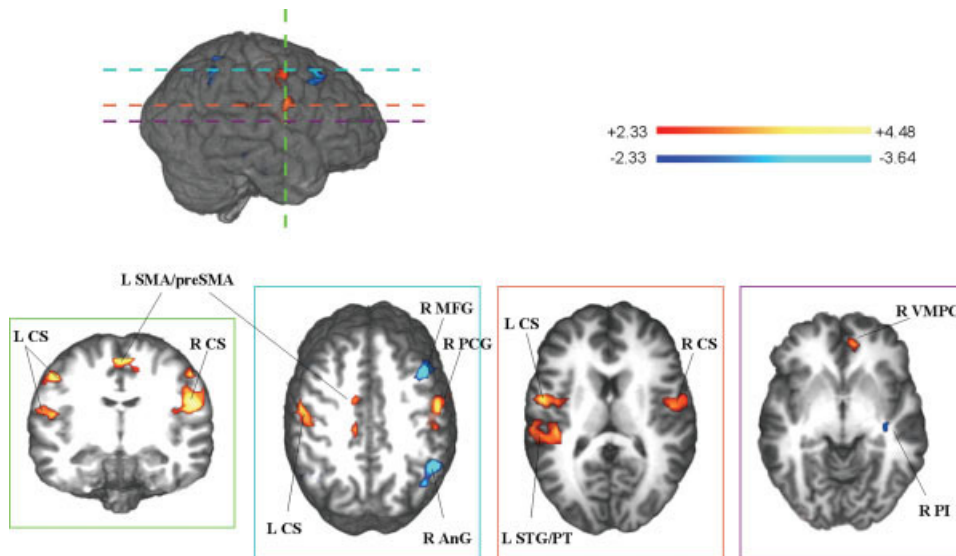 +2.33 +4.48
-2.33 -3.64
L SMA/preSMA
L CS
R CS
R MFG
R PCG
L CS
R AnG
L CS
R CS
L STG/PT
R VMPC
R PI